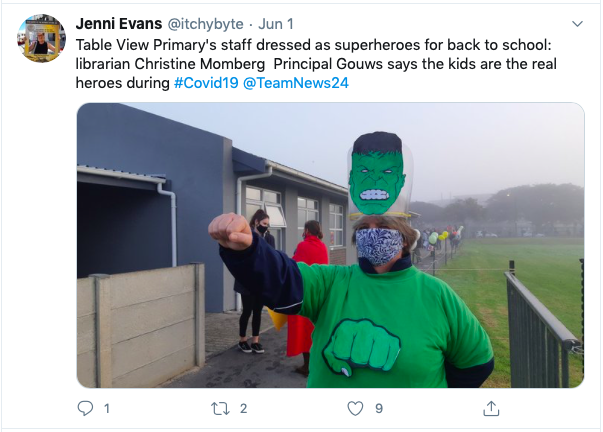 Jenni Evans @itchybyte · Jun 1
Table View Primary's staff dressed as superheroes for back to school:
librarian Christine Momberg  Principal Gouws says the kids are the real
heroes during #Covid19 @TeamNews24
1
2
9